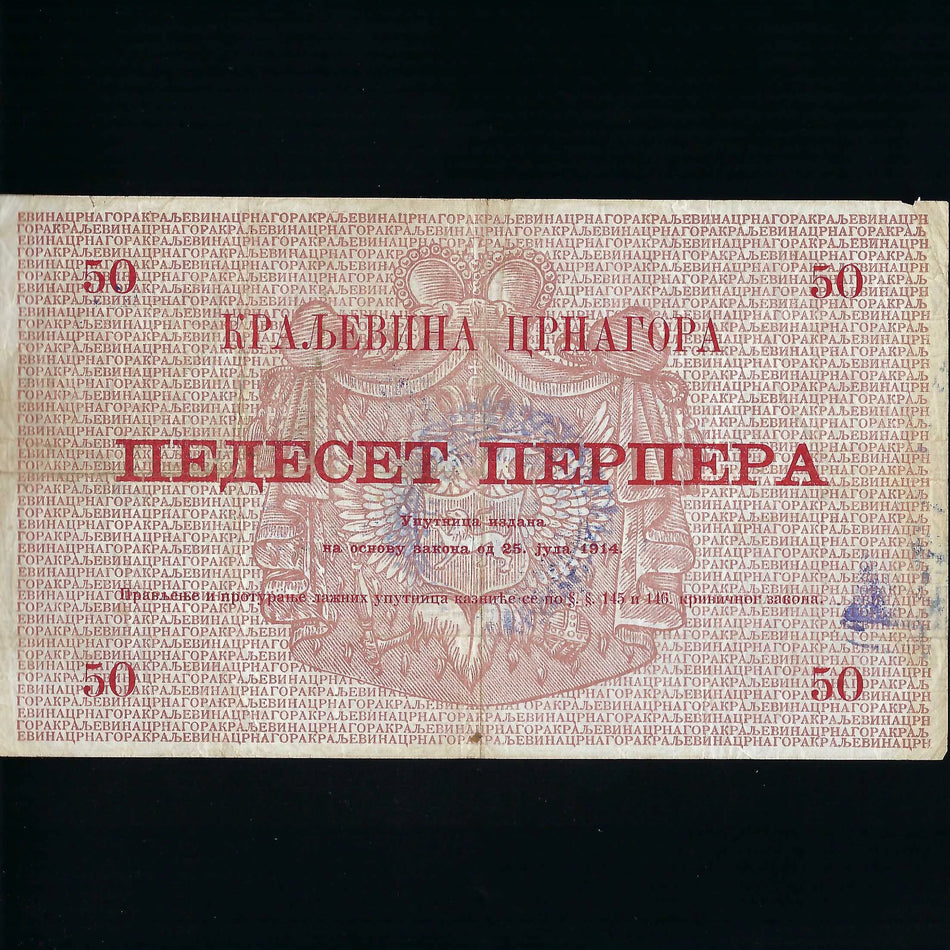 50 50
КРАЉЕВИНА ЦРНАГОРА
ПЕДЕСЕТ ПЕРПЕРА
Упутница издана
на основу закона од 25. јула 1914.
Прављење и протурање лажних упутница казниће се по §. §. 145 и 146. кривичног закона.
50 50